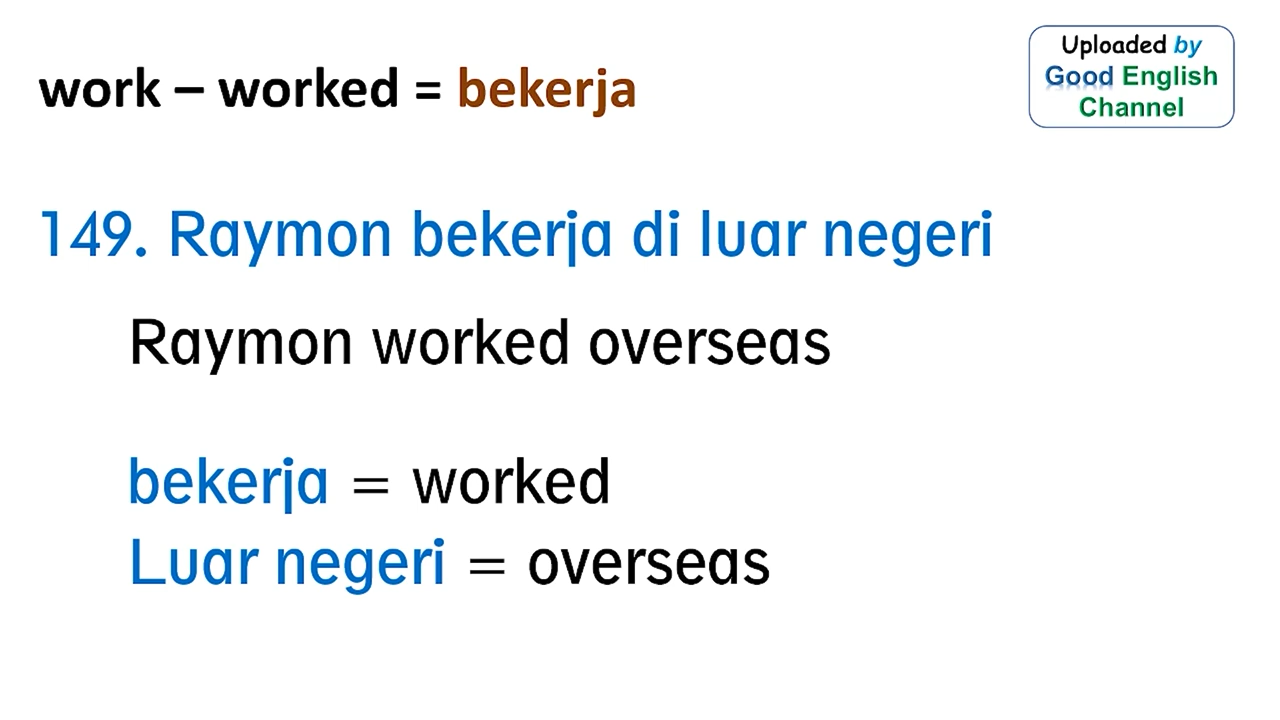 work – worked = bekerja
Uploaded by
Good English
Channel
149. Raymon bekerja di luar negeri
Raymon worked overseas
bekerja = worked
Luar negeri = overseas